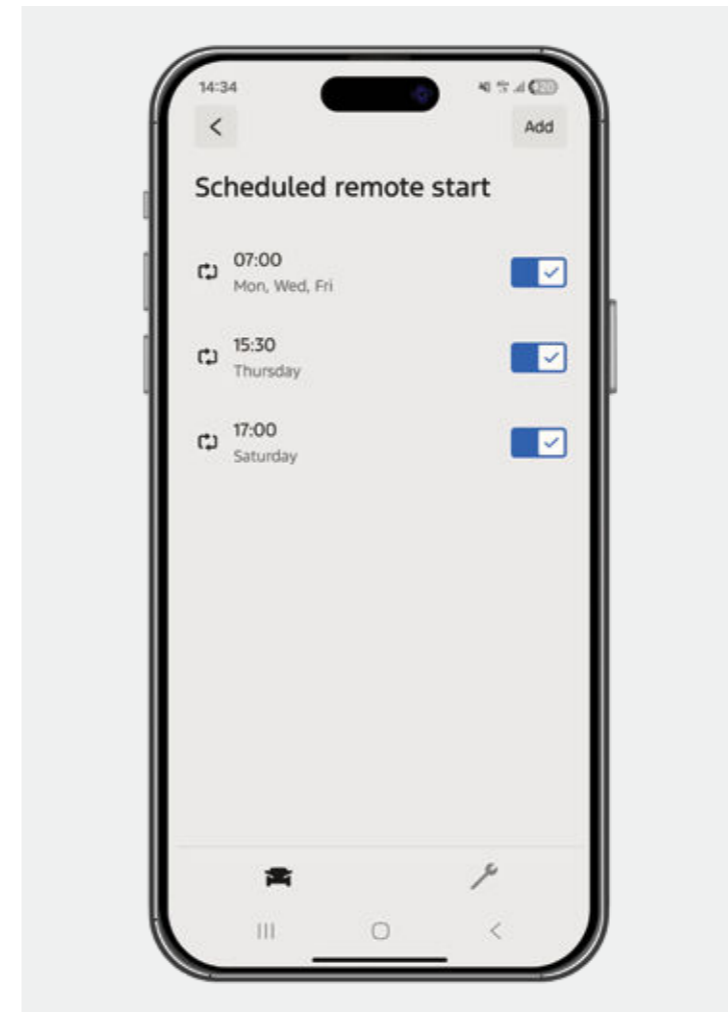 14:34
Add
Scheduled remote start
07:00
Mon, Wed, Fri
15:30
Thursday
17:00
Saturday